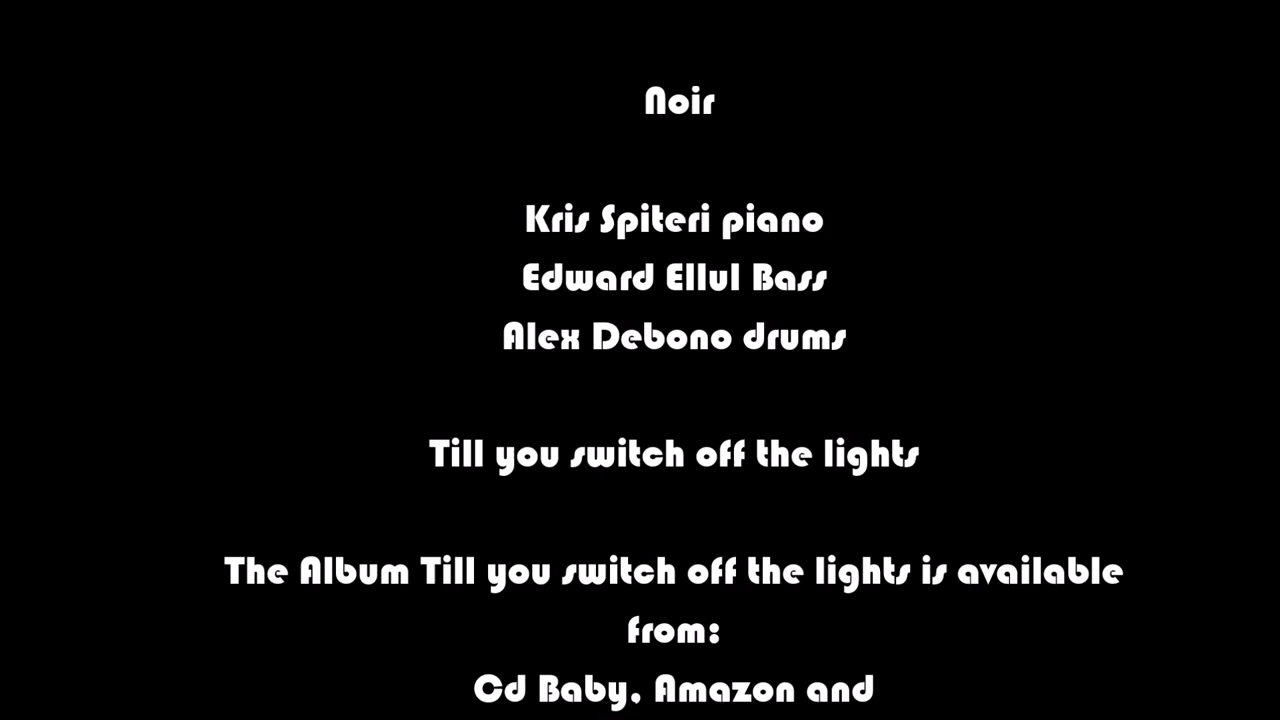 Noir
Kris Spiteri piano
Edward Ellul Bass
Alex Debono drums
Till you switch off the lights
The Album Till you switch off the lights is available
from:
Cd Baby, Amazon and